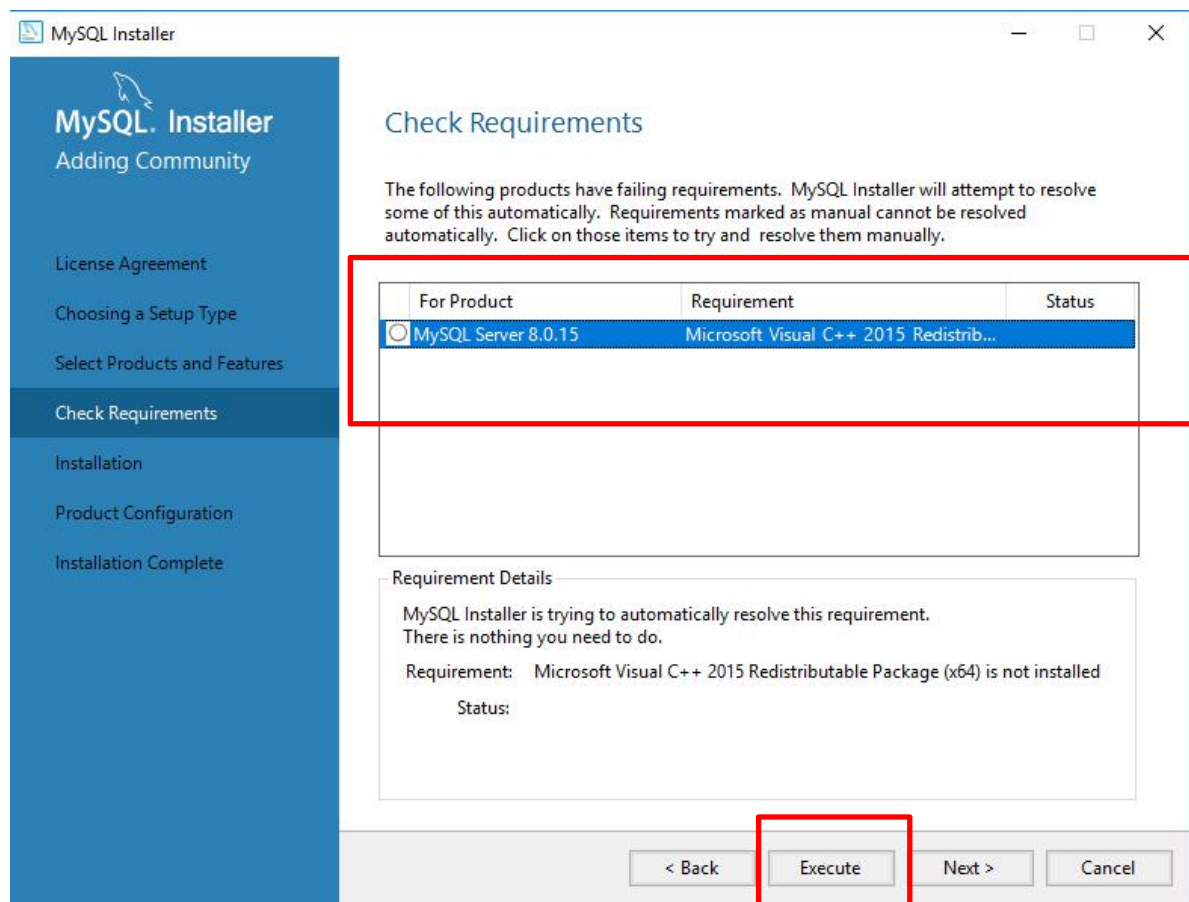 MySQL Installer
MySQL. Installer
Adding Community
License Agreement
Choosing a Setup Type
Select Products and Features
Check Requirements
Installation
Product Configuration
Installation Complete
Check Requirements
The following products have failing requirements. MySQL Installer will attempt to resolve
some of this automatically. Requirements marked as manual cannot be resolved
automatically. Click on those items to try and resolve them manually.
For Product Requirement Status
MySQL Server 8.0.15 Microsoft Visual C++ 2015 Redistrib...
Requirement Details
MySQL Installer is trying to automatically resolve this requirement.
There is nothing you need to do.
Requirement: Microsoft Visual C++ 2015 Redistributable Package (x64) is not installed
Status:
< Back Execute Next > Cancel